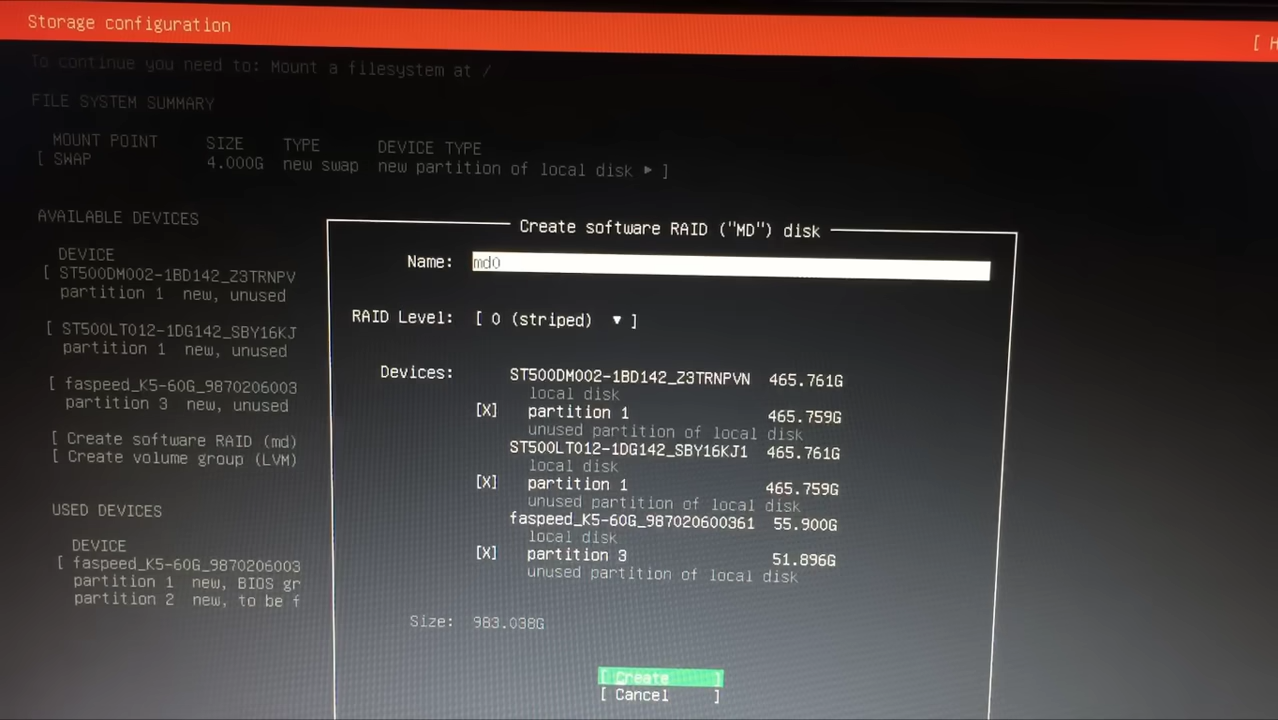 Storage configuration
[ H
To continue you need to: Mount a filesystem at /
FILE SYSTEM SUMMARY
MOUNT POINT SIZE TYPE DEVICE TYPE
[ SWAP 4.000G new swap new partition of local disk ▸ ]
AVAILABLE DEVICES
DEVICE
[ ST500DM002-1BD142_Z3TRNPV
partition 1 new, unused
[ ST500LT012-1DG142_SBY16KJ
partition 1 new, unused
[ faspeed_K5-60G_9870206003
partition 3 new, unused
[ Create software RAID (md)
[ Create volume group (LVM)
USED DEVICES
DEVICE
[ faspeed_K5-60G_9870206003
partition 1 new, BIOS gr
partition 2 new, to be f
Create software RAID ("MD") disk
Name: md0
RAID Level: [ 0 (striped) ▾ ]
Devices: ST500DM002-1BD142_Z3TRNPVN 465.761G
local disk
[X] partition 1 465.759G
unused partition of local disk
ST500LT012-1DG142_SBY16KJ1 465.761G
local disk
[X] partition 1 465.759G
unused partition of local disk
faspeed_K5-60G_987020600361 55.900G
local disk
[X] partition 3 51.896G
unused partition of local disk
Size: 983.038G
[ Create ]
[ Cancel ]